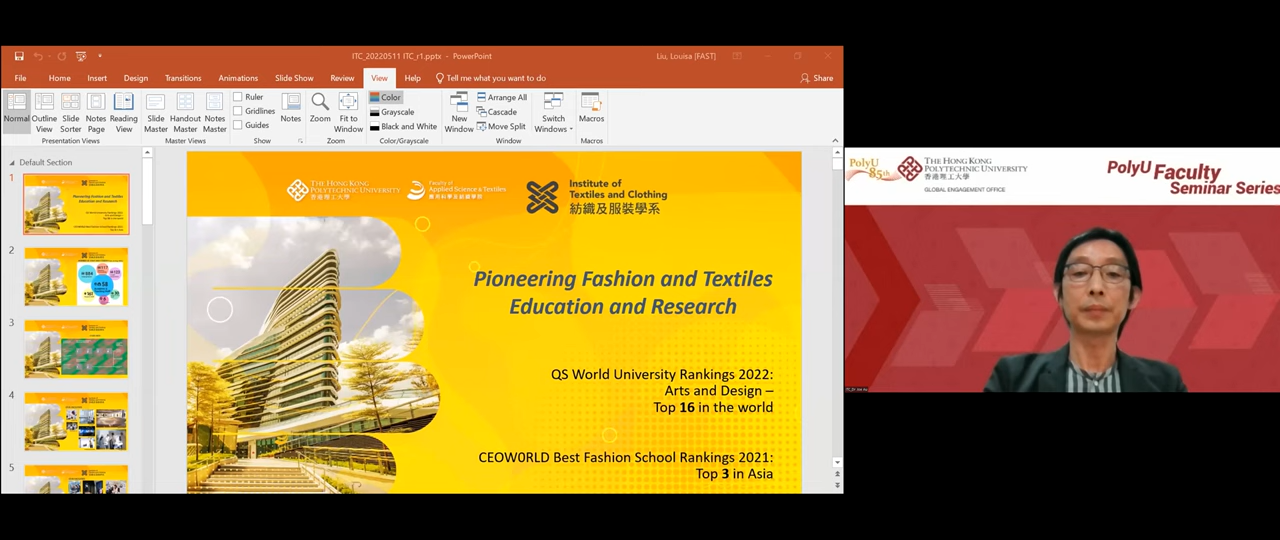 ITC_20220511 ITC_r1.pptx - PowerPoint
Liu, Louisa [FAST]
File Home Insert Design Transitions Animations Slide Show Review View Help Tell me what you want to do Share
Normal
Outline View
Slide Sorter
Notes Page
Reading View
Presentation Views
Slide Master
Handout Master
Notes Master
Master Views
Ruler
Gridlines
Guides
Show
Notes
Zoom
Fit to Window
Zoom
Color
Grayscale
Black and White
Color/Grayscale
New Window
Arrange All
Cascade
Move Split
Switch Windows
Window
Macros
Macros
Default Section
1
Pioneering Fashion and Textiles
Education and Research
2
3
4
5
THE HONG KONG
POLYTECHNIC UNIVERSITY
香港理工大學
Faculty of
Applied Science & Textiles
應用科學及紡織學院
Institute of
Textiles and Clothing
紡織及服裝學系
Pioneering Fashion and Textiles
Education and Research
QS World University Rankings 2022:
Arts and Design –
Top 16 in the world
CEOW0RLD Best Fashion School Rankings 2021:
Top 3 in Asia
PolyU
85th
THE HONG KONG
POLYTECHNIC UNIVERSITY
香港理工大學
GLOBAL ENGAGEMENT OFFICE
PolyU Faculty
Seminar Series